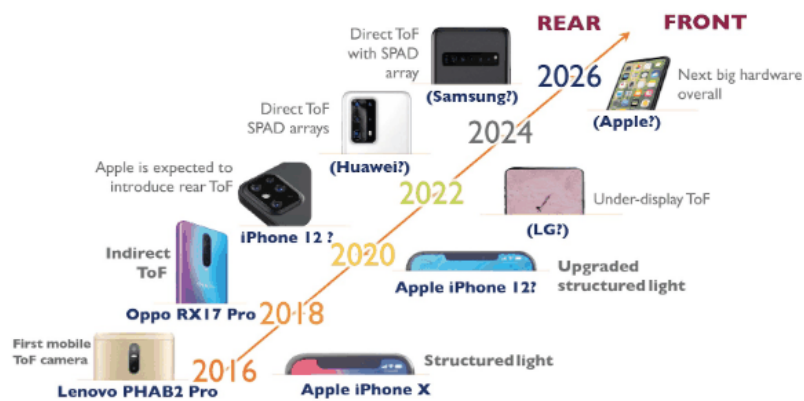 REAR
FRONT
Direct ToF
with SPAD
array
(Samsung?)
2026
Next big hardware
overall
(Apple?)
Direct ToF
SPAD arrays
(Huawei?)
2024
Apple is expected to
introduce rear ToF
iPhone 12 ?
2022
Under-display ToF
(LG?)
Indirect
ToF
Oppo RX17 Pro
2020
Apple iPhone 12?
Upgraded
structured light
2018
First mobile
ToF camera
Lenovo PHAB2 Pro
2016
Structured light
Apple iPhone X